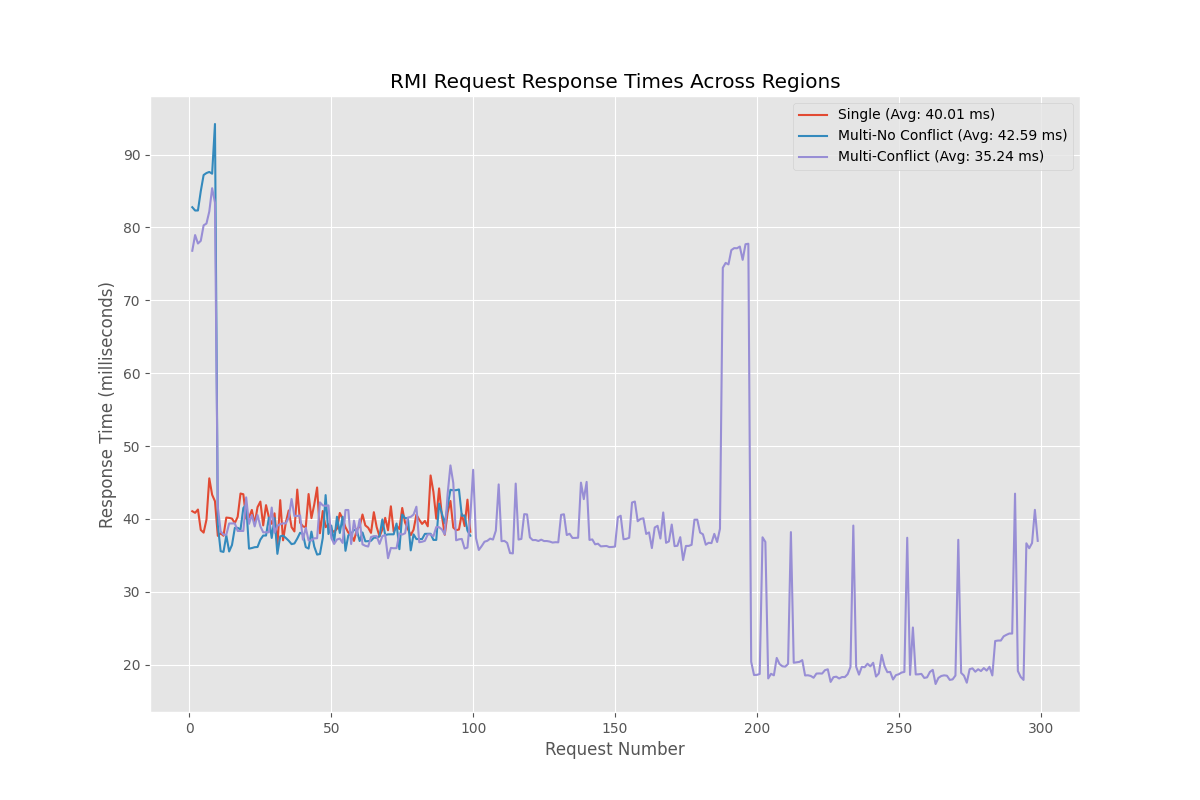 RMI Request Response Times Across Regions
Single (Avg: 40.01 ms)
Multi-No Conflict (Avg: 42.59 ms)
Multi-Conflict (Avg: 35.24 ms)
Response Time (milliseconds)
90
80
70
60
50
40
30
20
0 50 100 150 200 250 300
Request Number